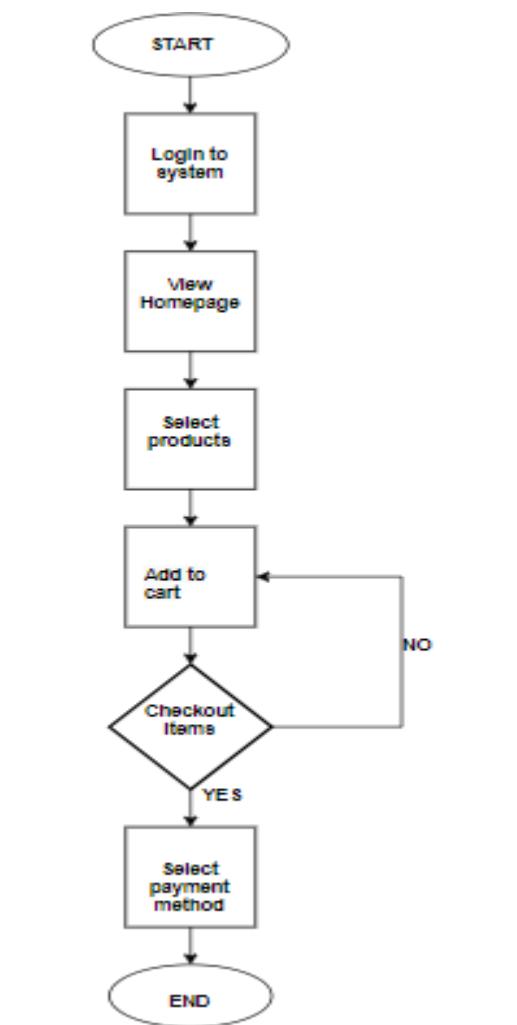 START
Login to
system
View
Homepage
Select
products
Add to
cart
NO
Checkout
Items
YES
Select
payment
method
END